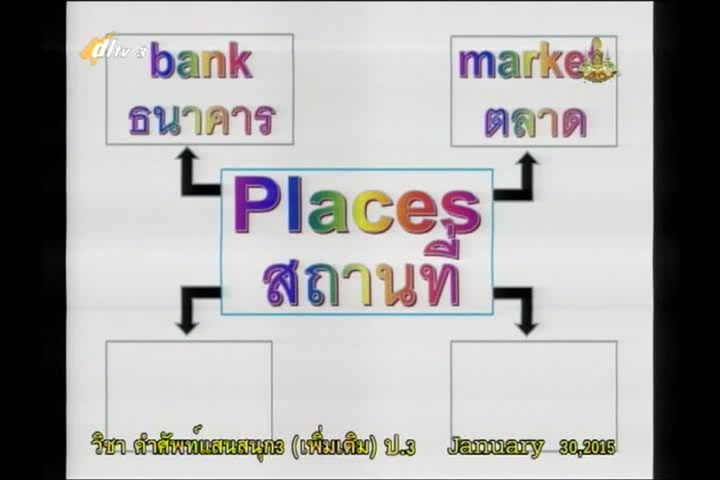 dltv 3
bank
ธนาคาร
market
ตลาด
Places
สถานที่
วิชา คำศัพท์แสนสนุก3 (เพิ่มเติม) ป.3 January 30,2015